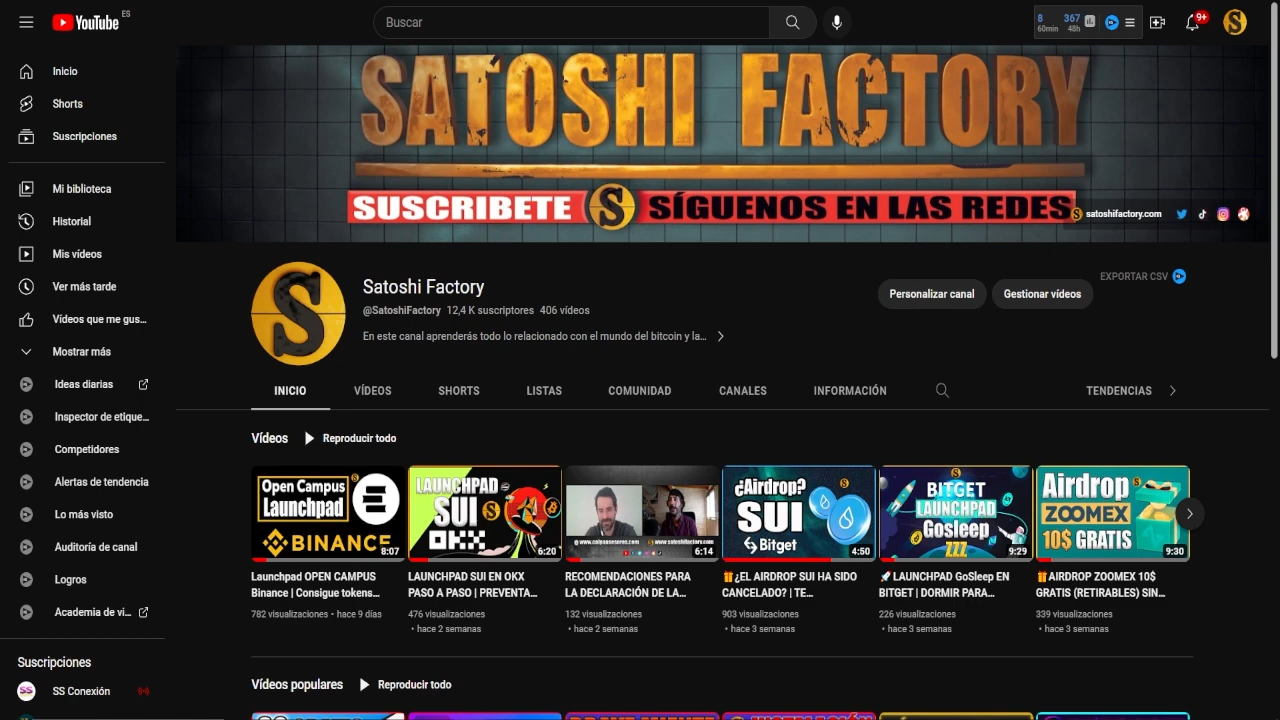 YouTube ES
Buscar
8 367
60min 48h
9+
Inicio
Shorts
Suscripciones
Mi biblioteca
Historial
Mis vídeos
Ver más tarde
Vídeos que me gus...
Mostrar más
Ideas diarias
Inspector de etique...
Competidores
Alertas de tendencia
Lo más visto
Auditoría de canal
Logros
Academia de vi...
Suscripciones
SS Conexión
SATOSHI FACTORY
SUSCRIBETE S SÍGUENOS EN LAS REDES
satoshifactory.com
Satoshi Factory
@SatoshiFactory 12,4 K suscriptores 406 vídeos
En este canal aprenderás todo lo relacionado con el mundo del bitcoin y la...
EXPORTAR CSV
Personalizar canal
Gestionar vídeos
INICIO VÍDEOS SHORTS LISTAS COMUNIDAD CANALES INFORMACIÓN TENDENCIAS
Vídeos Reproducir todo
Open Campus
Launchpad
BINANCE
8:07
Launchpad OPEN CAMPUS
Binance | Consigue tokens...
782 visualizaciones • hace 9 días
LAUNCHPAD
SUI
OKX
6:20
LAUNCHPAD SUI EN OKX
PASO A PASO | PREVENTA...
476 visualizaciones
• hace 2 semanas
www.satoshifactory.com
6:14
RECOMENDACIONES PARA
LA DECLARACIÓN DE LA...
132 visualizaciones
• hace 2 semanas
¿Airdrop?
SUI
Bitget
4:50
🎁¿EL AIRDROP SUI HA SIDO
CANCELADO? | TE...
903 visualizaciones
• hace 3 semanas
BITGET
LAUNCHPAD
Gosleep
ZZZ
9:29
🚀LAUNCHPAD GoSleep EN
BITGET | DORMIR PARA...
226 visualizaciones
• hace 3 semanas
Airdrop
ZOOMEX
10$ GRATIS
9:30
🎁AIRDROP ZOOMEX 10$
GRATIS (RETIRABLES) SIN...
339 visualizaciones
• hace 3 semanas
Vídeos populares Reproducir todo